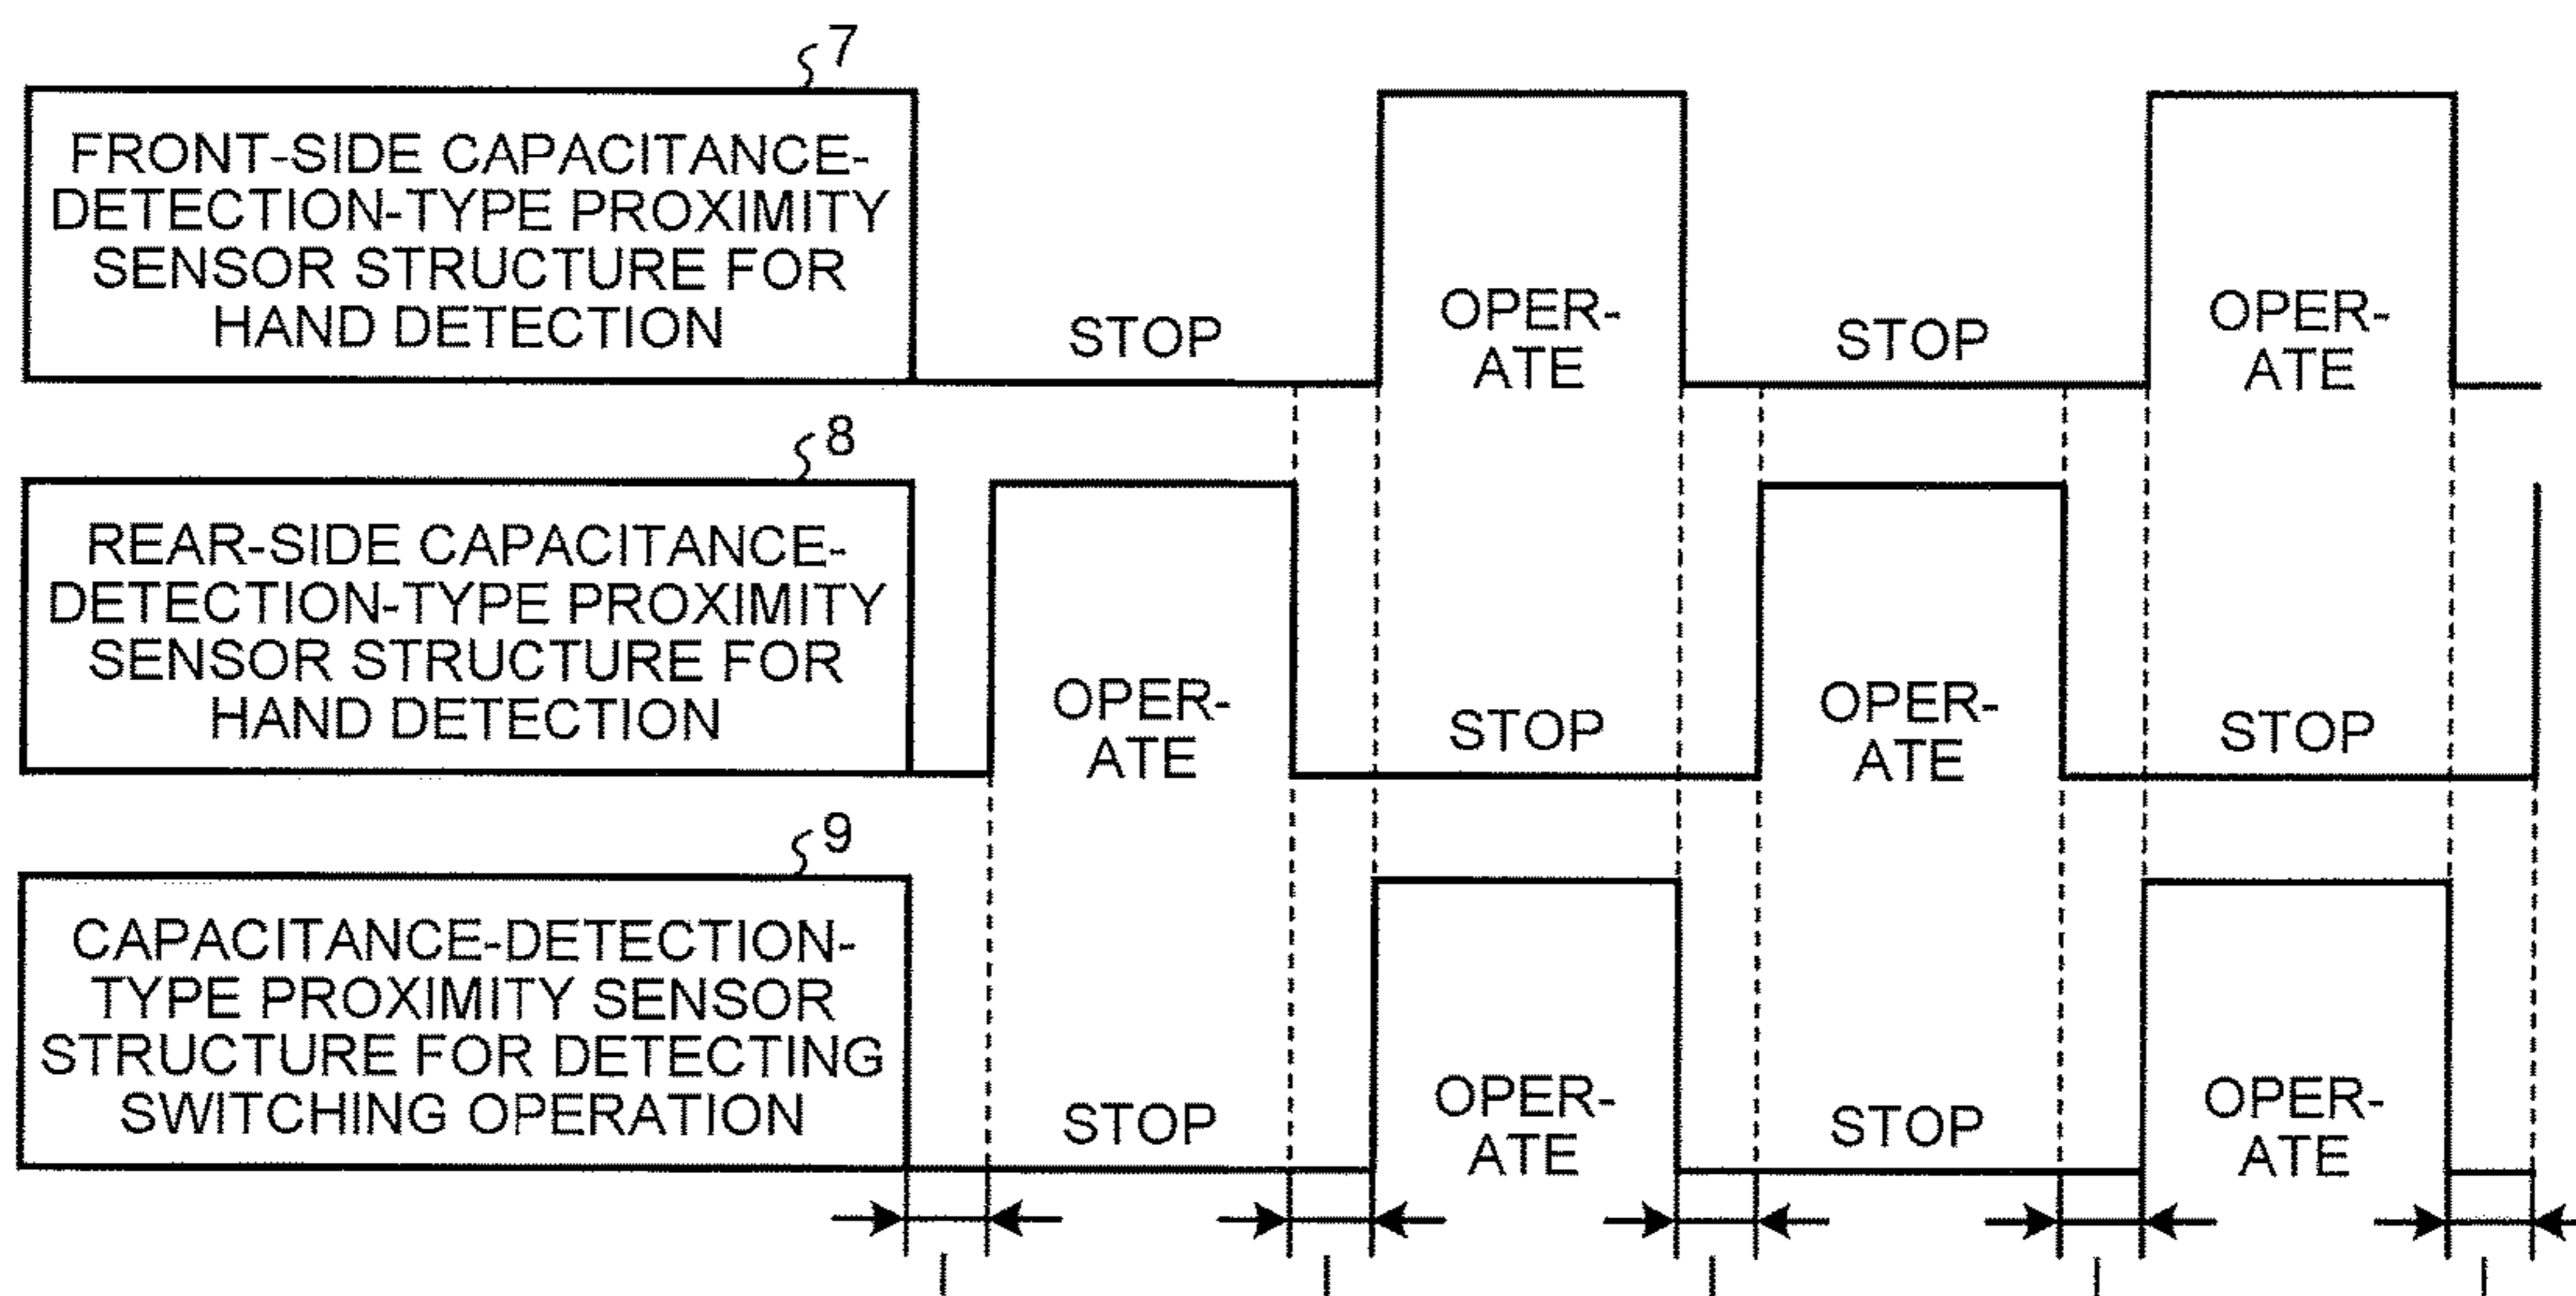 7
FRONT-SIDE CAPACITANCE-
DETECTION-TYPE PROXIMITY
SENSOR STRUCTURE FOR
HAND DETECTION
STOP
OPER-
ATE
STOP
OPER-
ATE
8
REAR-SIDE CAPACITANCE-
DETECTION-TYPE PROXIMITY
SENSOR STRUCTURE FOR
HAND DETECTION
OPER-
ATE
STOP
OPER-
ATE
STOP
9
CAPACITANCE-DETECTION-
TYPE PROXIMITY SENSOR
STRUCTURE FOR DETECTING
SWITCHING OPERATION
STOP
OPER-
ATE
STOP
OPER-
ATE
I
I
I
I
I